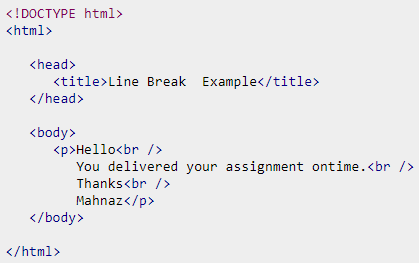 <!DOCTYPE html>
<html>
<head>
<title>Line Break  Example</title>
</head>
<body>
<p>Hello<br />
You delivered your assignment ontime.<br />
Thanks<br />
Mahnaz</p>
</body>
</html>